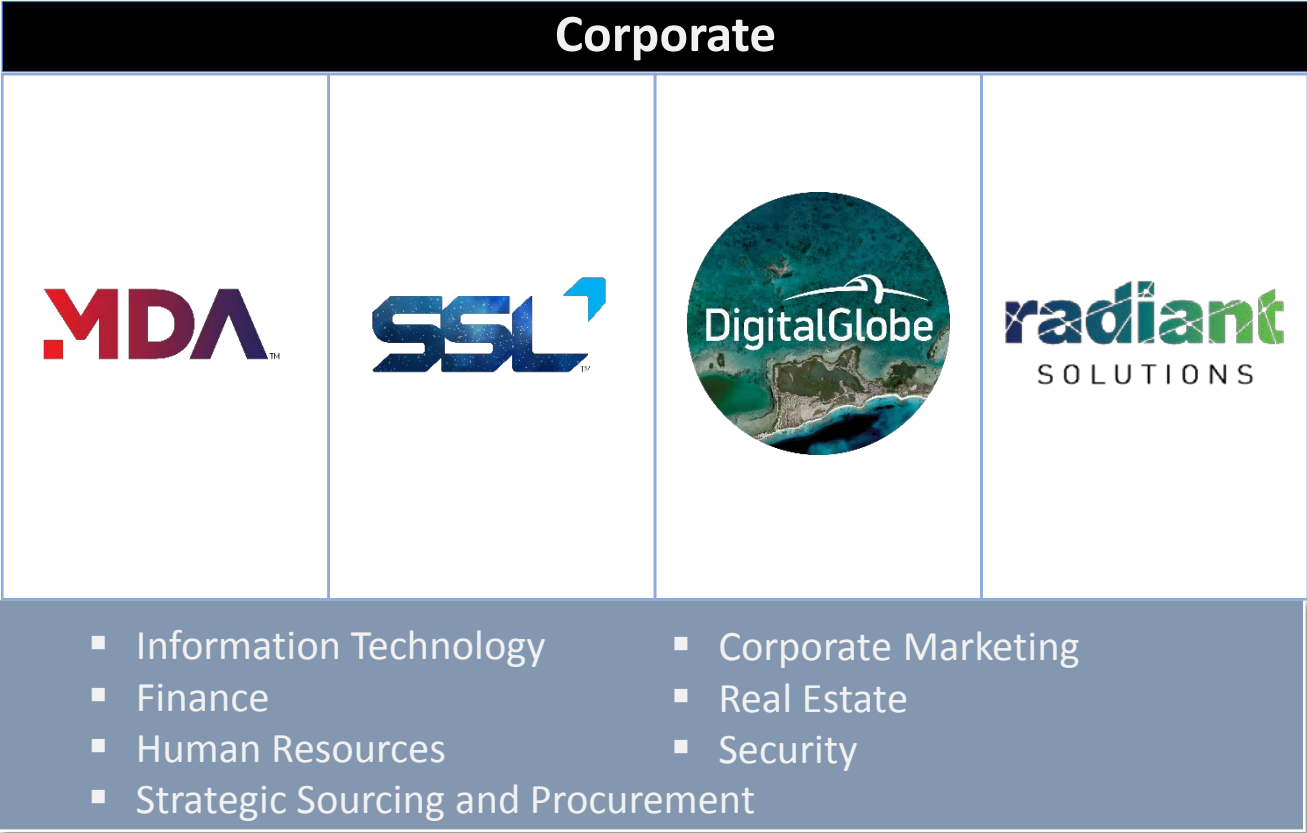 Corporate
MDA™
SSL™
DigitalGlobe
radiant
SOLUTIONS
▪ Information Technology
▪ Finance
▪ Human Resources
▪ Strategic Sourcing and Procurement
▪ Corporate Marketing
▪ Real Estate
▪ Security